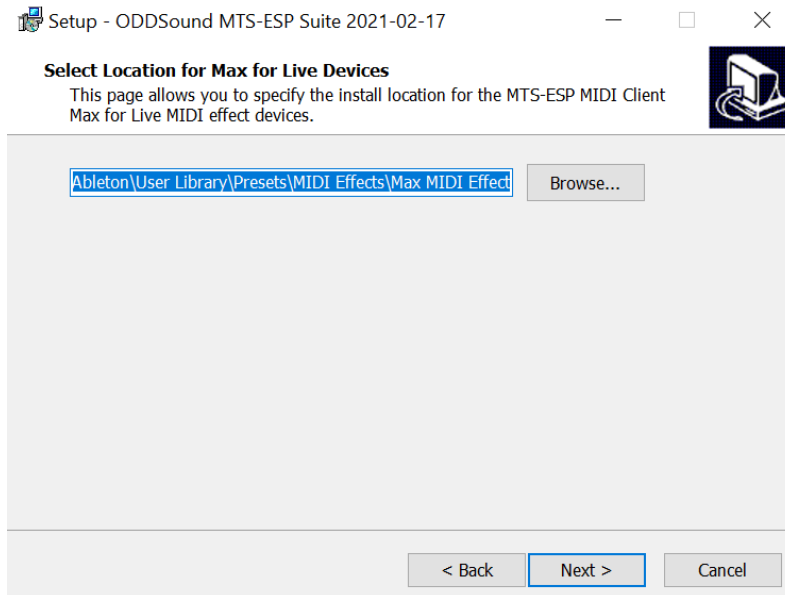 Setup - ODDSound MTS-ESP Suite 2021-02-17
Select Location for Max for Live Devices
This page allows you to specify the install location for the MTS-ESP MIDI Client
Max for Live MIDI effect devices.
Ableton\User Library\Presets\MIDI Effects\Max MIDI Effect
Browse...
< Back
Next >
Cancel